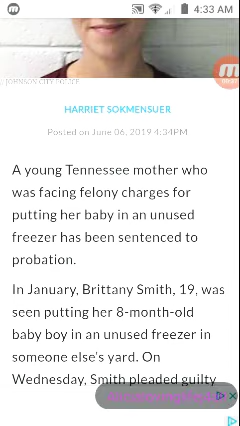 4:33 AM
JOHNSON CITY POLICE
HARRIET SOKMENSUER
Posted on June 06, 2019 4:34PM
A young Tennessee mother who
was facing felony charges for
putting her baby in an unused
freezer has been sentenced to
probation.
In January, Brittany Smith, 19, was
seen putting her 8-month-old
baby boy in an unused freezer in
someone else's yard. On
Wednesday, Smith pleaded guilty